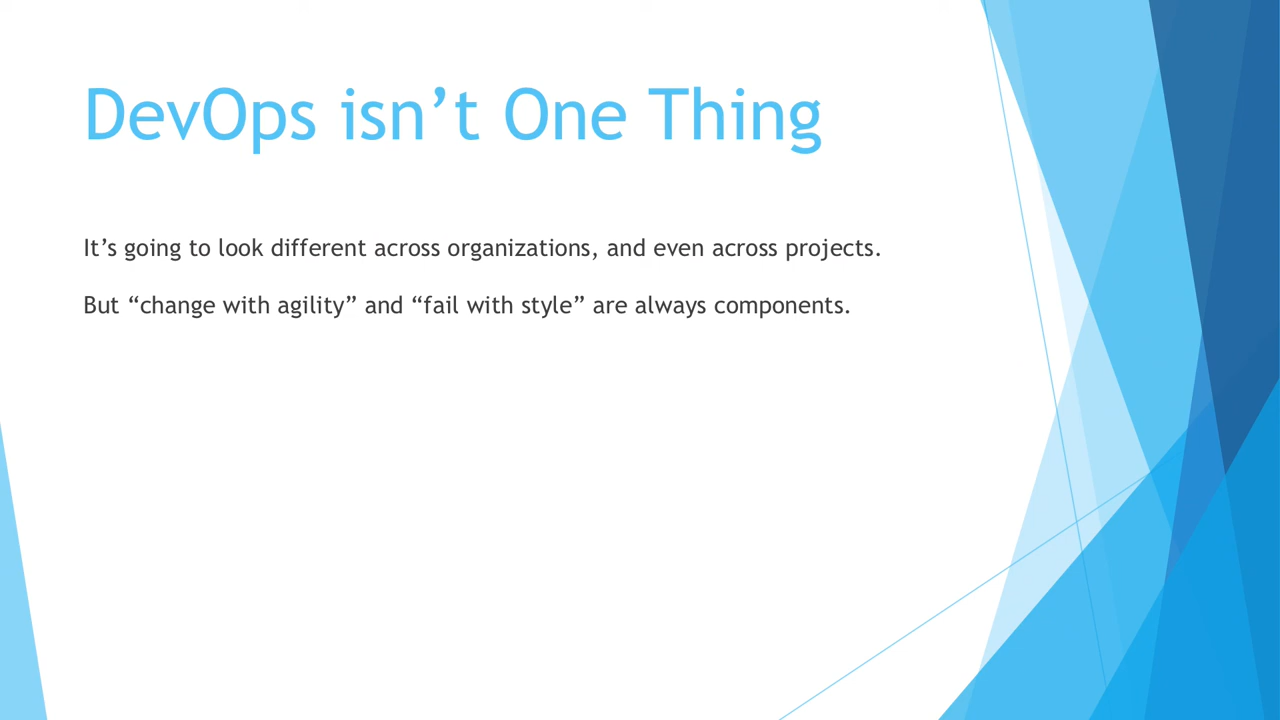 DevOps isn’t One Thing
It’s going to look different across organizations, and even across projects.
But “change with agility” and “fail with style” are always components.